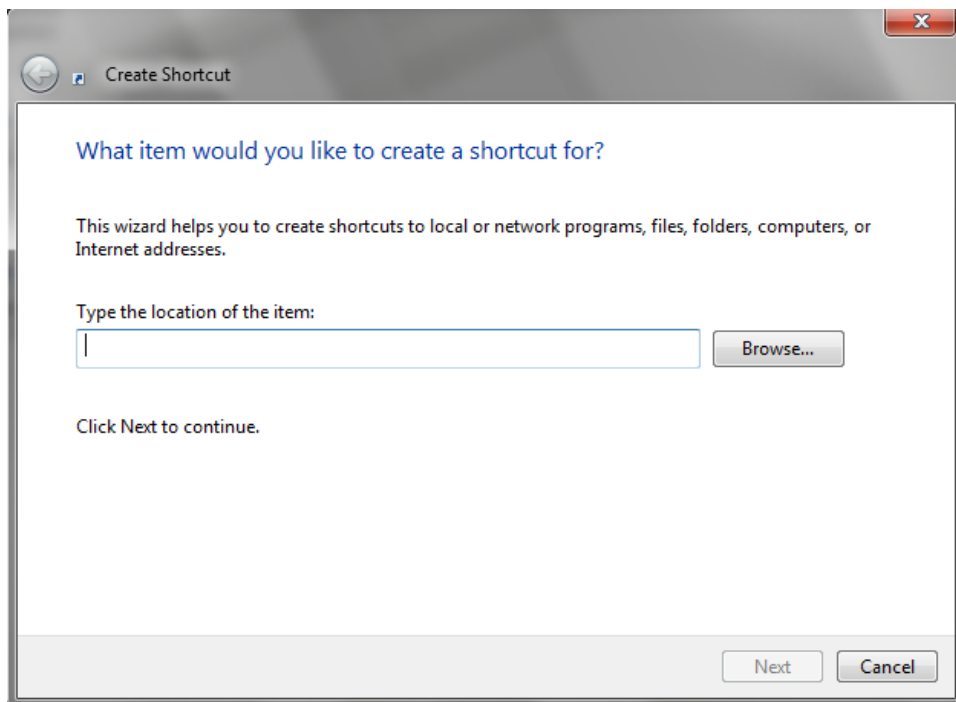 Create Shortcut
What item would you like to create a shortcut for?
This wizard helps you to create shortcuts to local or network programs, files, folders, computers, or
Internet addresses.
Type the location of the item:
Browse...
Click Next to continue.
Next
Cancel